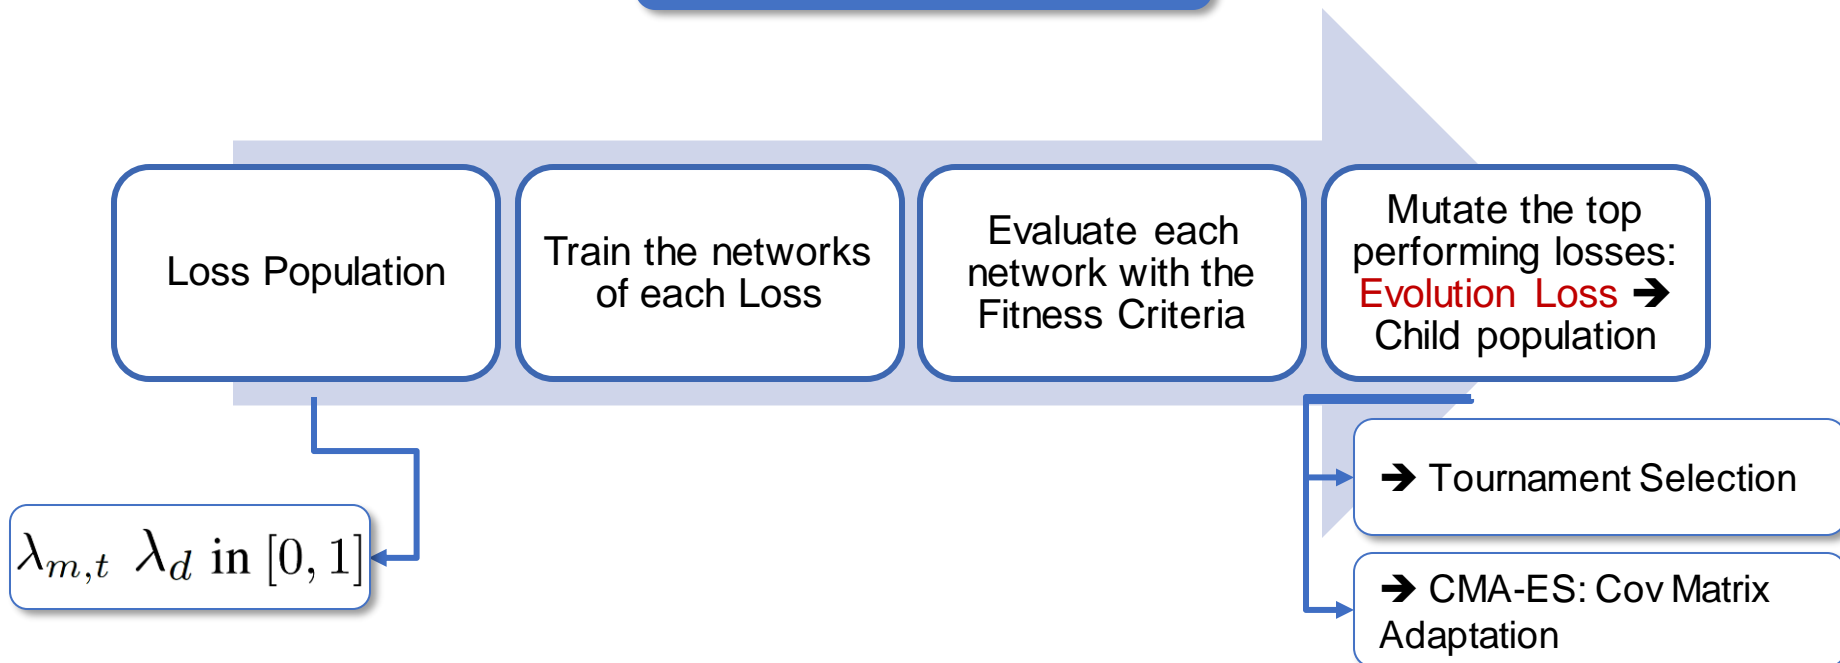 Loss Population
Train the networks
of each Loss
Evaluate each
network with the
Fitness Criteria
Mutate the top
performing losses:
Evolution Loss ➔
Child population
λm,t λd in [0, 1]
➔ Tournament Selection
➔ CMA-ES: Cov Matrix
Adaptation